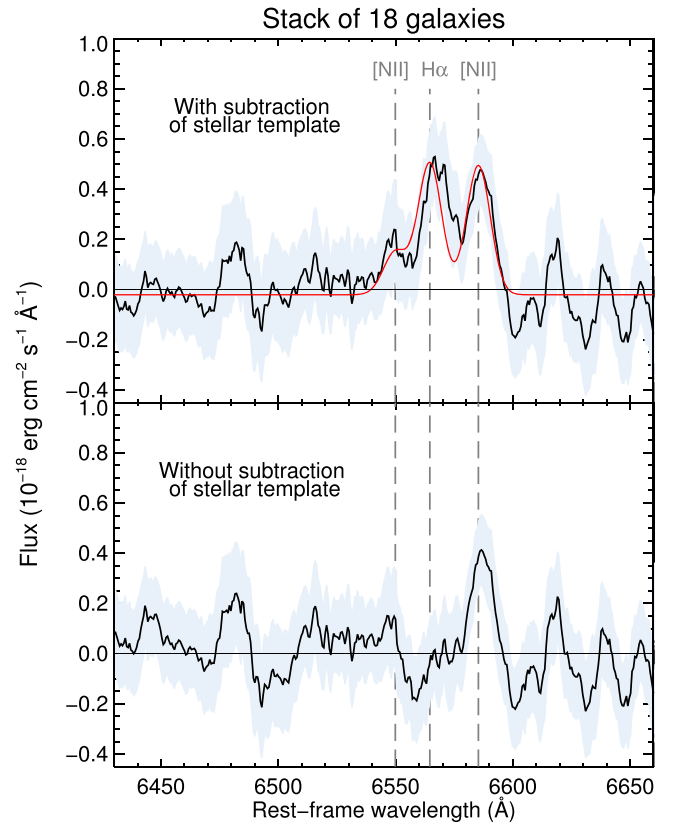 Stack of 18 galaxies
[NII] Hα [NII]
With subtraction
of stellar template
1.0
0.8
0.6
0.4
0.2
0.0
−0.2
−0.4
Without subtraction
of stellar template
1.0
0.8
0.6
0.4
0.2
0.0
−0.2
−0.4
Flux (10⁻¹⁸ erg cm⁻² s⁻¹ Å⁻¹)
6450 6500 6550 6600 6650
Rest−frame wavelength (Å)